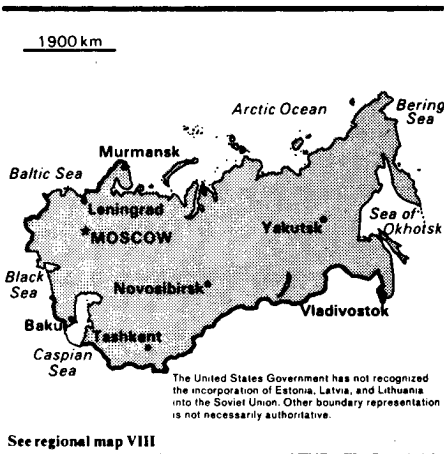 1900 km
Arctic Ocean
Bering
Sea
Murmansk
Baltic Sea
Leningrad
MOSCOW
Yakutsk
Sea of
Okhotsk
Black
Sea
Novosibirsk
Vladivostok
Baku
Tashkent
Caspian
Sea
The United States Government has not recognized
the incorporation of Estonia, Latvia, and Lithuania
into the Soviet Union. Other boundary representation
is not necessarily authoritative.
See regional map VIII